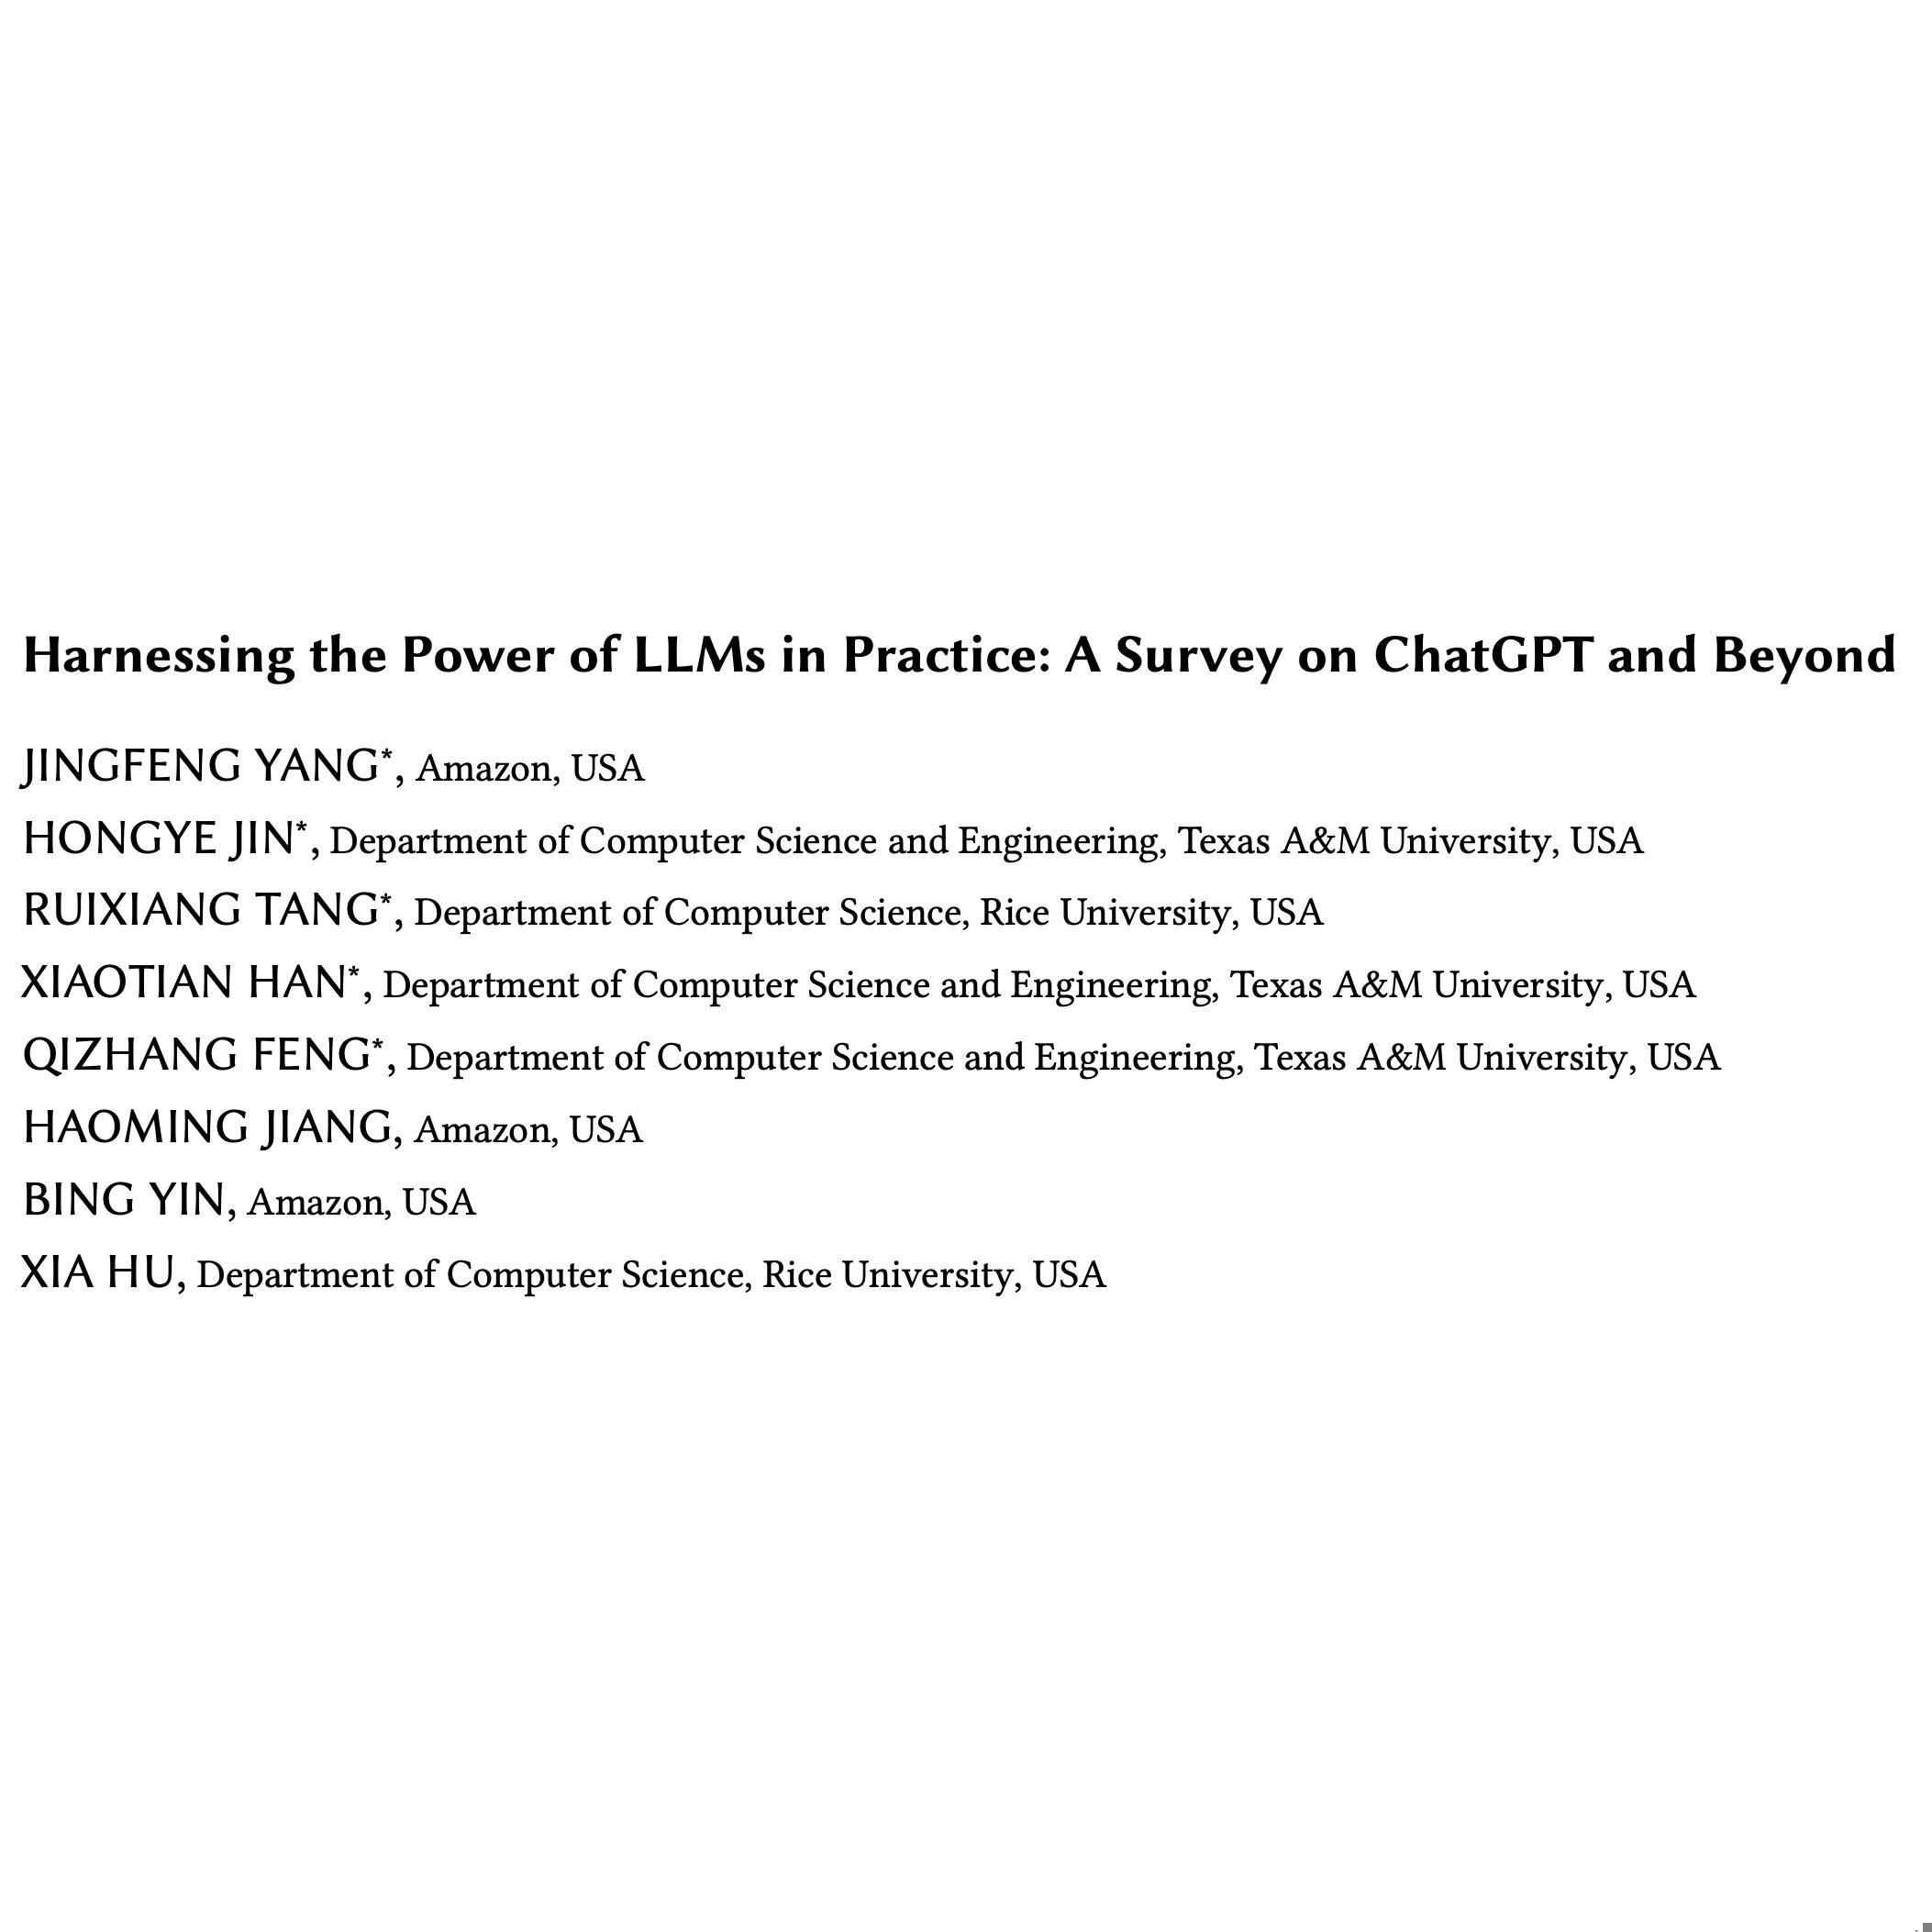 Harnessing the Power of LLMs in Practice: A Survey on ChatGPT and Beyond
JINGFENG YANG*, Amazon, USA
HONGYE JIN*, Department of Computer Science and Engineering, Texas A&M University, USA
RUIXIANG TANG*, Department of Computer Science, Rice University, USA
XIAOTIAN HAN*, Department of Computer Science and Engineering, Texas A&M University, USA
QIZHANG FENG*, Department of Computer Science and Engineering, Texas A&M University, USA
HAOMING JIANG, Amazon, USA
BING YIN, Amazon, USA
XIA HU, Department of Computer Science, Rice University, USA